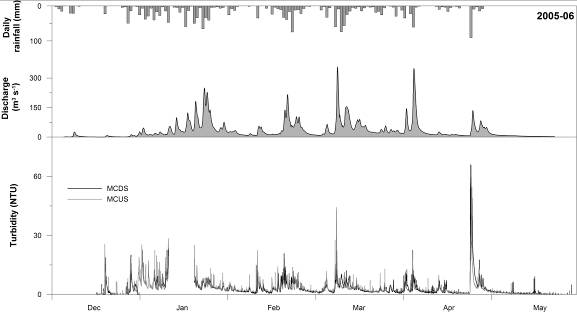 Daily
rainfall (mm)
0
50
100
2005-06
Discharge
(m³ s⁻¹)
300
150
0
Turbidity (NTU)
60
30
0
MCDS
MCUS
Dec Jan Feb Mar Apr May